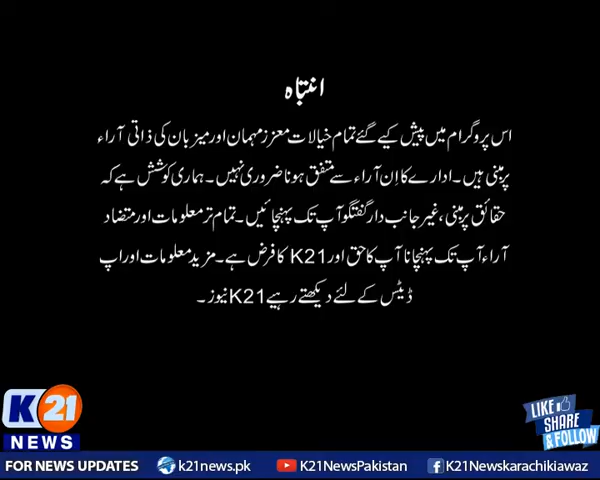 انتباہ
اس پروگرام میں پیش کیے گئے تمام خیالات معزز مہمان اور میزبان کی ذاتی آراء
پر مبنی ہیں۔ ادارے کا اِن آراء سے متفق ہونا ضروری نہیں۔ ہماری کوشش ہے کہ
حقائق پر مبنی، غیر جانب دار گفتگو آپ تک پہنچائیں۔ تمام تر معلومات اور متضاد
آراء آپ تک پہنچانا آپ کا حق اور K21 کا فرض ہے۔ مزید معلومات اور اپ
ڈیٹس کے لئے دیکھتے رہیے K21 نیوز۔
K21
NEWS
LIKE
SHARE
& FOLLOW
FOR NEWS UPDATES k21news.pk K21NewsPakistan K21Newskarachikiawaz